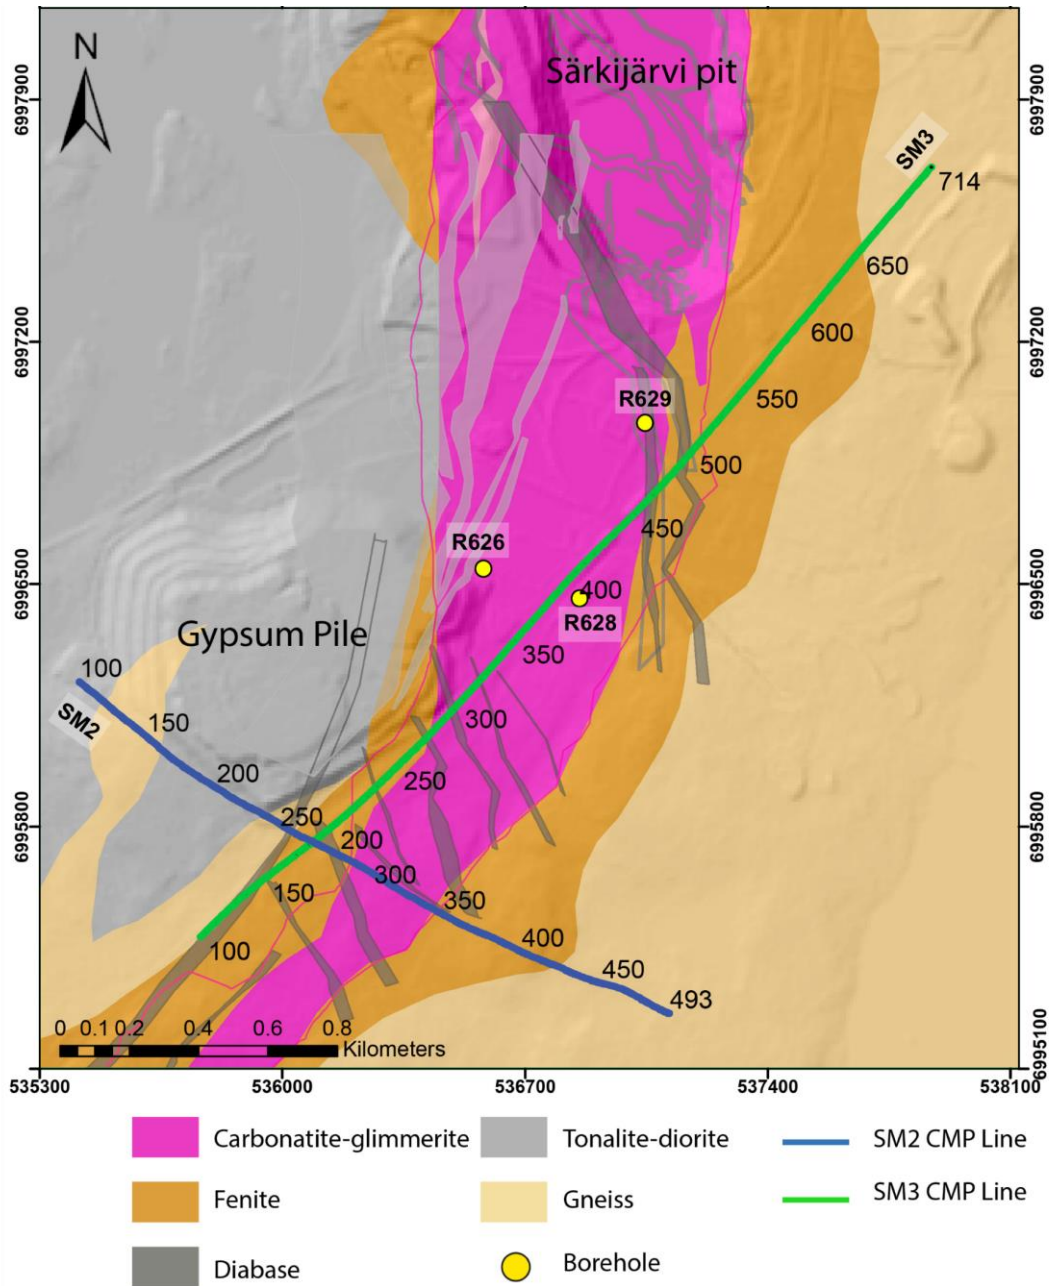 N
Särkijärvi pit
6997900
6997900
SM3
714
650
6997200
600
6997200
R629
550
500
450
R626
6996500
400
6996500
R628
Gypsum Pile
350
100
SM2
150
300
200
250
250
200
6995800
6995800
300
150
350
100
400
450
493
0 0.1 0.2 0.4 0.6 0.8
Kilometers
6995100
535300 536000 536700 537400 538100
Carbonatite-glimmerite Tonalite-diorite SM2 CMP Line
Fenite Gneiss SM3 CMP Line
Diabase Borehole